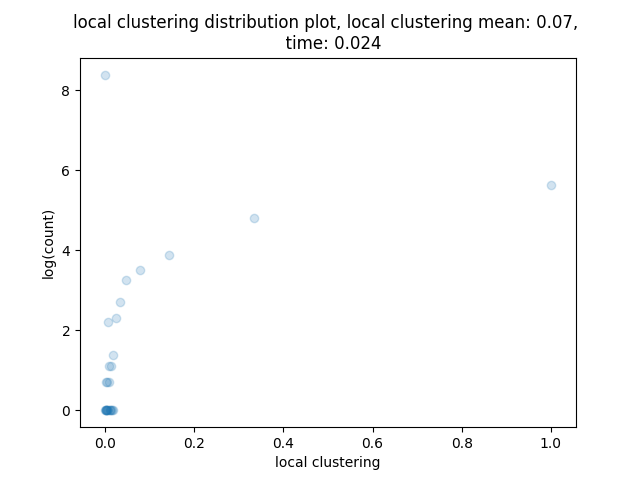 local clustering distribution plot, local clustering mean: 0.07,
time: 0.024
8
6
4
2
0
log(count)
0.0 0.2 0.4 0.6 0.8 1.0
local clustering